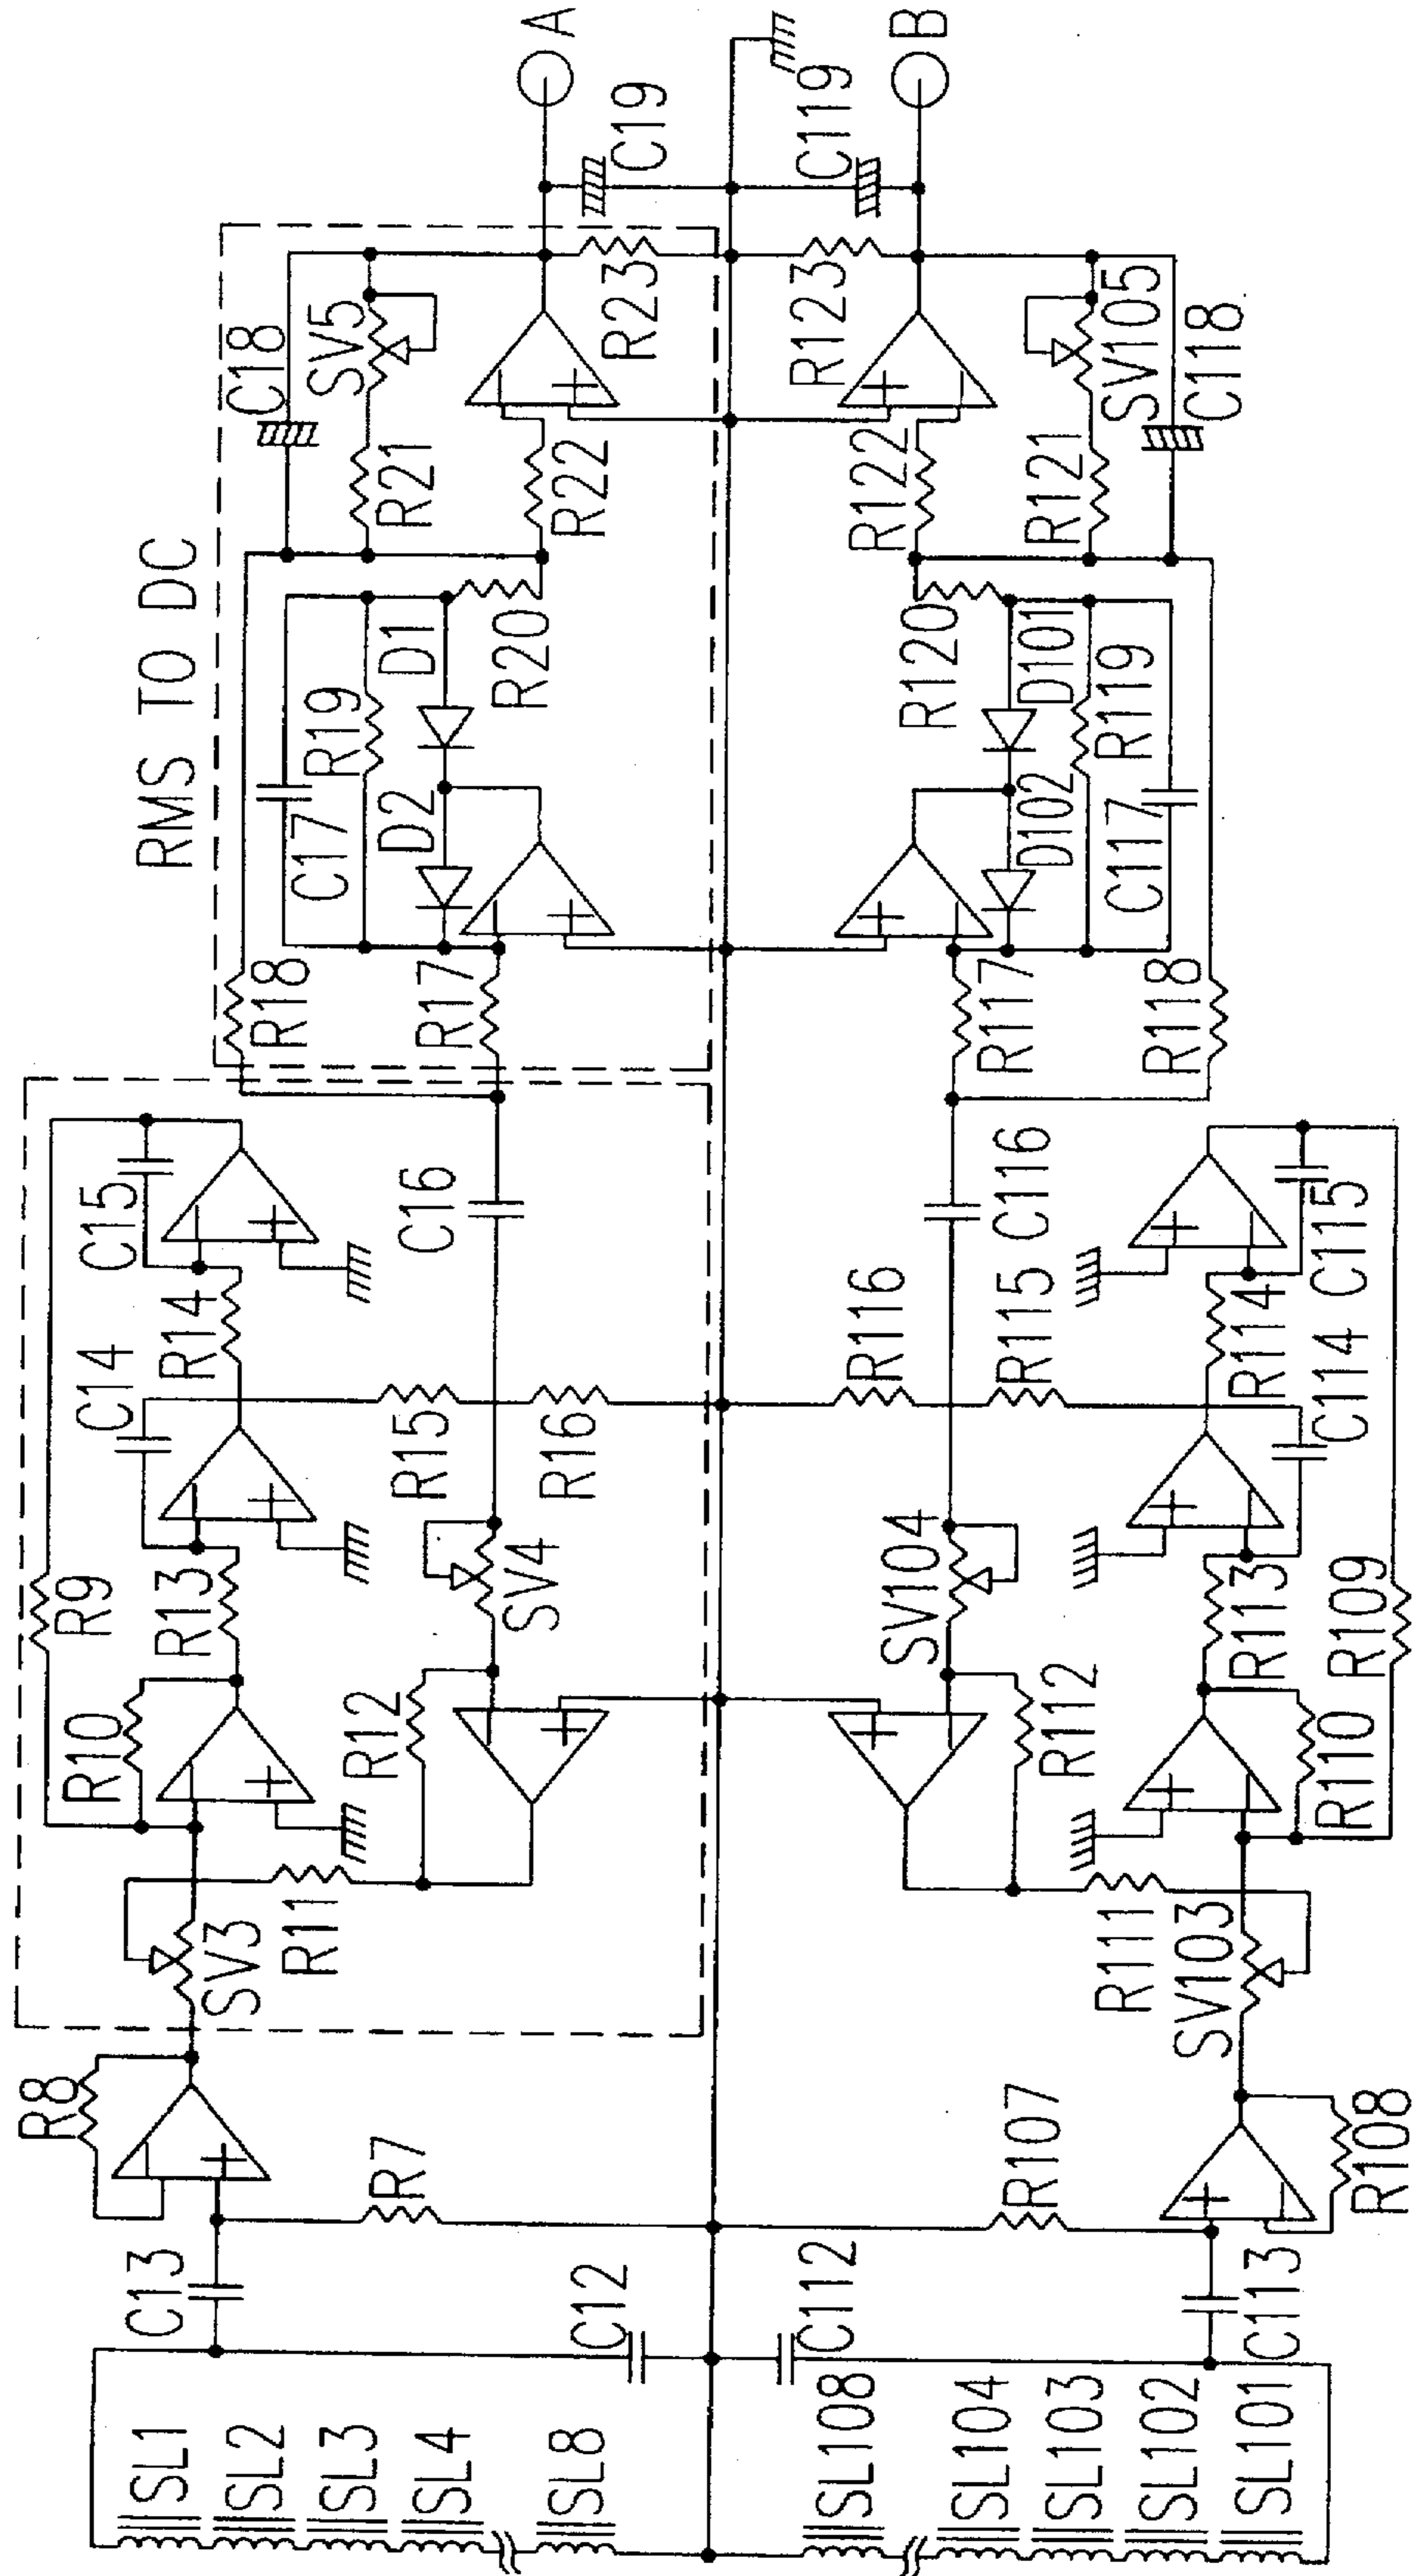 RMS TO DC
A
B
C19
C119
R23
R123
C18
SV5
SV105
C118
R21
R22
R122
R121
R20
R120
D1
D101
R19
R119
C17
D2
D102
C117
R18
R17
R117
R118
C15
C16
C116
C115
R14
R114
C14
R15
R16
R116
R115
C114
R9
R13
SV4
SV104
R113
R109
R10
R12
R112
R110
SV3
R11
R111
SV103
R8
R7
R107
R108
C13
C12
C112
C113
SL1
SL2
SL3
SL4
SL8
SL108
SL104
SL103
SL102
SL101